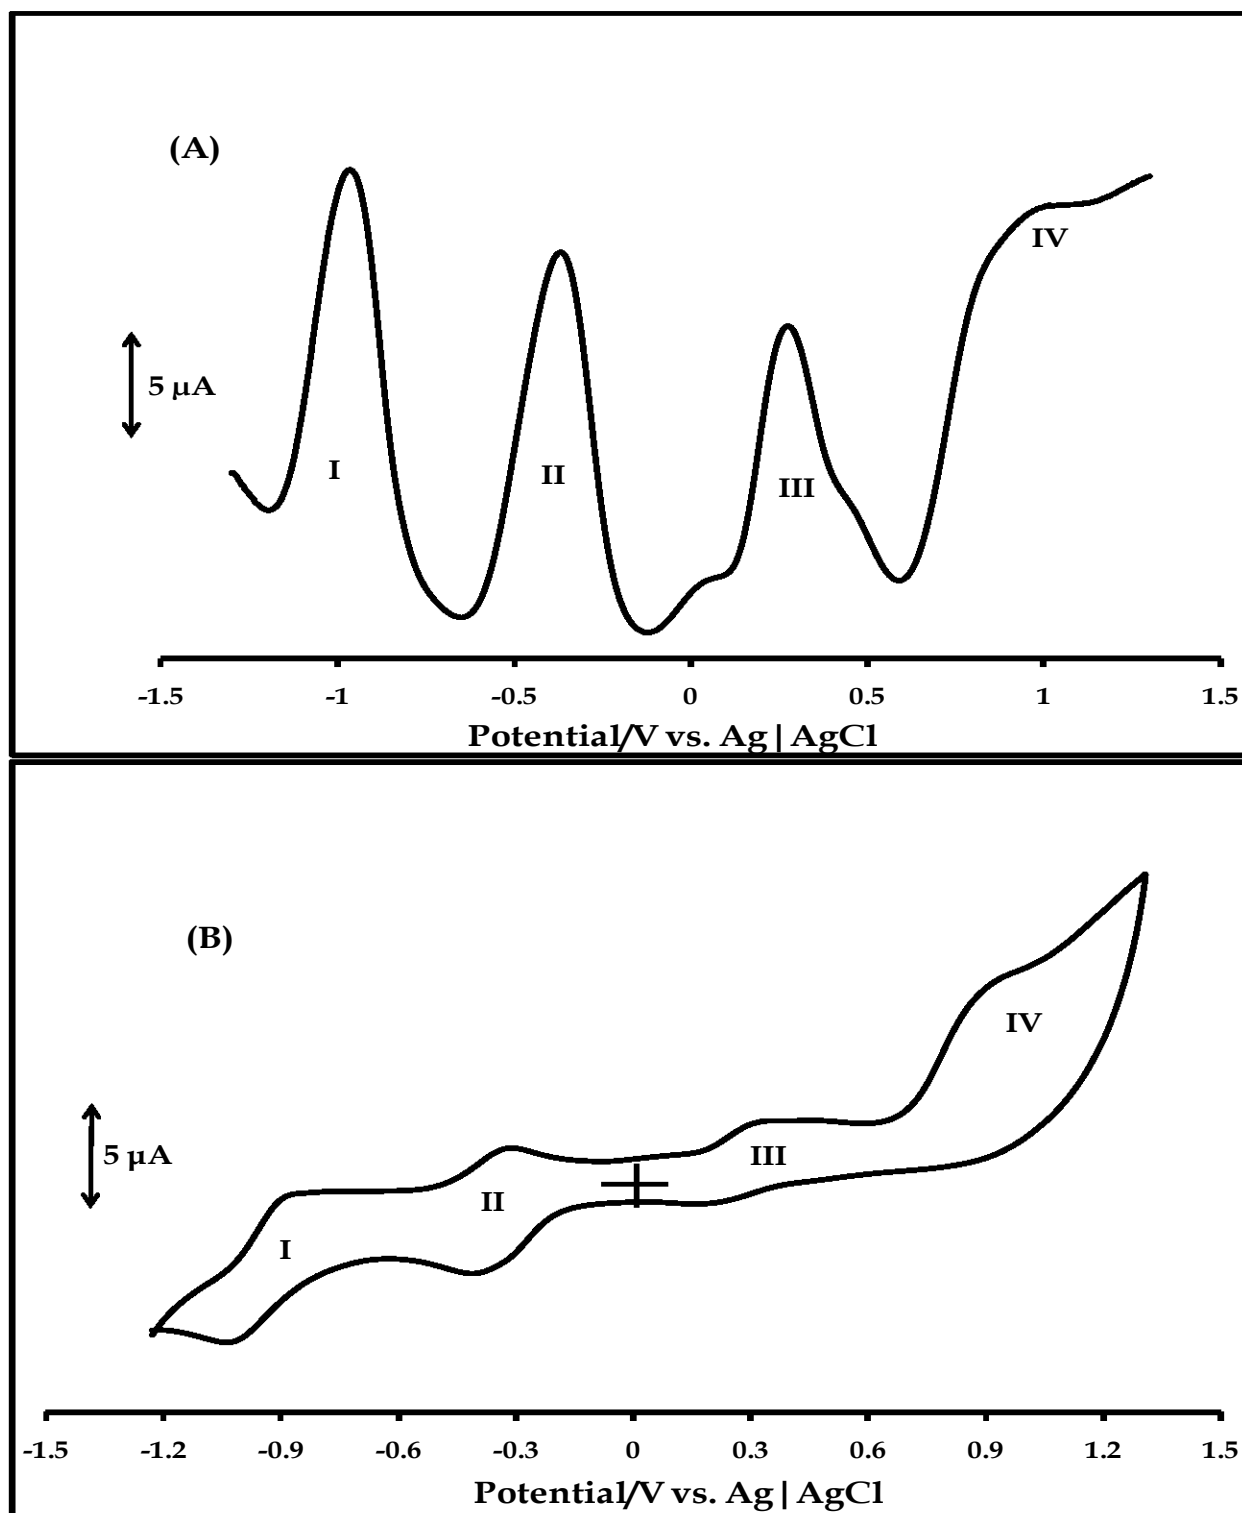 (A)
IV
5 µA
I
II
III
-1.5 -1 -0.5 0 0.5 1 1.5
Potential/V vs. Ag|AgCl
(B)
IV
5 µA
III
II
I
-1.5 -1.2 -0.9 -0.6 -0.3 0 0.3 0.6 0.9 1.2 1.5
Potential/V vs. Ag|AgCl